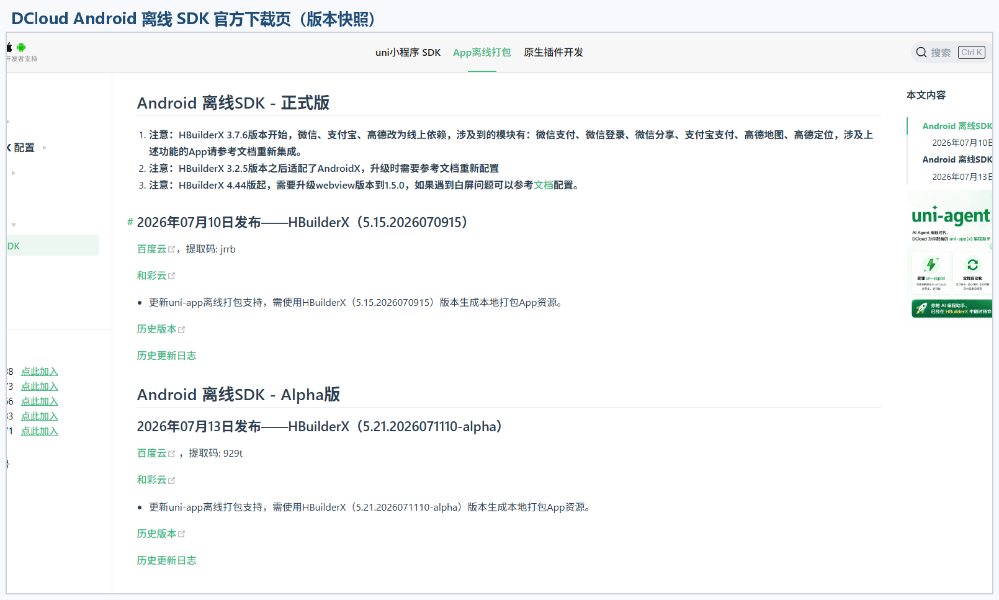 DCloud Android 离线 SDK 官方下载页（版本快照）
开发者支持
uni小程序 SDK App离线打包 原生插件开发
搜索 Ctrl K
配置
DK
38 点此加入
73 点此加入
66 点此加入
33 点此加入
71 点此加入
Android 离线SDK - 正式版
1. 注意：HBuilderX 3.7.6版本开始，微信、支付宝、高德改为线上依赖，涉及到的模块有：微信支付、微信登录、微信分享、支付宝支付、高德地图、高德定位，涉及上
述功能的App请参考文档重新集成。
2. 注意：HBuilderX 3.2.5版本之后适配了AndroidX，升级时需要参考文档重新配置
3. 注意：HBuilderX 4.44版起，需要升级webview版本到1.5.0，如果遇到白屏问题可以参考文档配置。
# 2026年07月10日发布——HBuilderX（5.15.2026070915）
百度云，提取码: jrrb
和彩云
• 更新uni-app离线打包支持，需使用HBuilderX（5.15.2026070915）版本生成本地打包App资源。
历史版本
历史更新日志
Android 离线SDK - Alpha版
2026年07月13日发布——HBuilderX（5.21.2026071110-alpha）
百度云 ，提取码: 929t
和彩云
• 更新uni-app离线打包支持，需使用HBuilderX（5.21.2026071110-alpha）版本生成本地打包App资源。
历史版本
历史更新日志
本文内容
Android 离线SDK
2026年07月10日
Android 离线SDK
2026年07月13日
uni-agent
AI Agent 编程时代，
DCloud 为你配备的 uni-app(x) 编程助手
更懂 uni-app(x)
全程自动化
你的 AI 编程助手，
已经在 HBuilderX 中随时待命